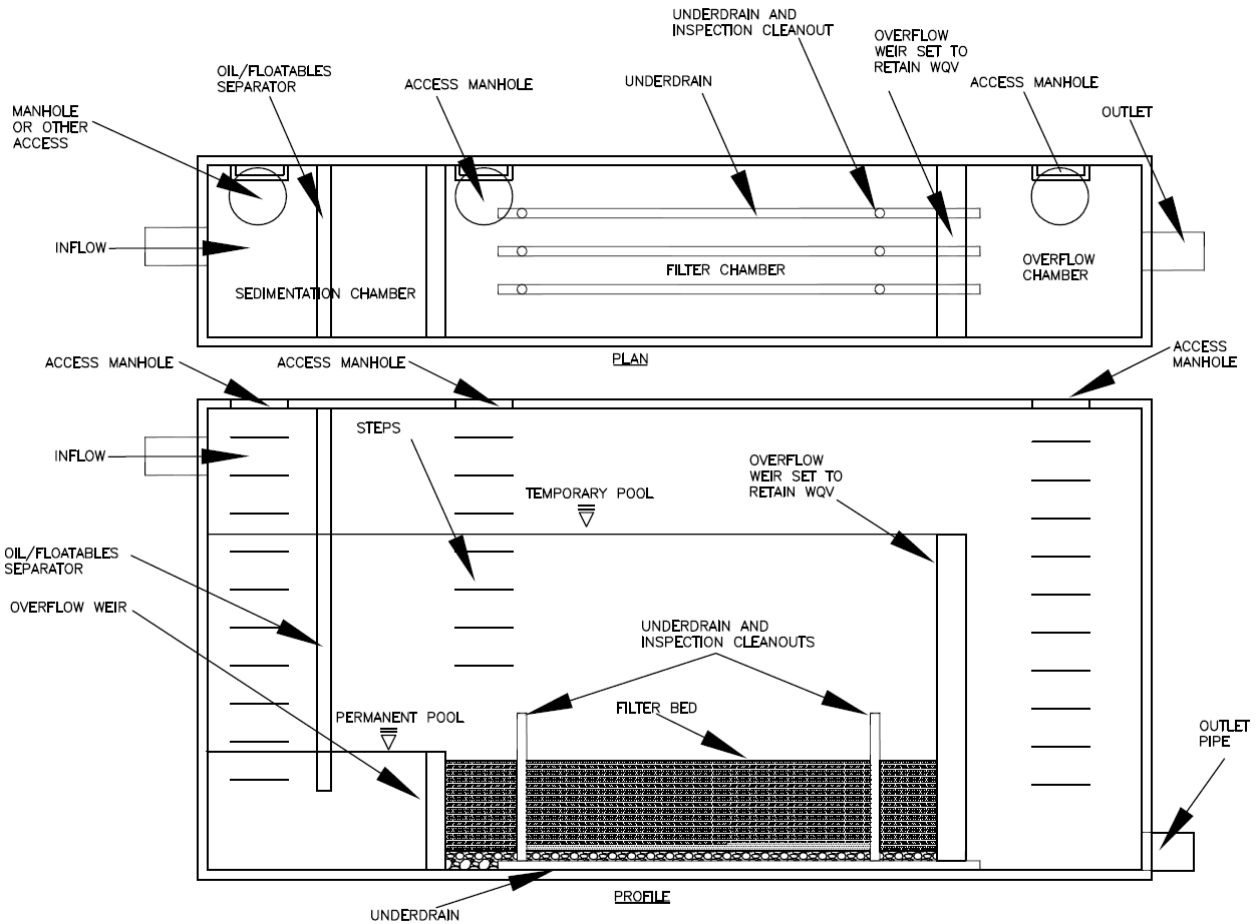 UNDERDRAIN AND
INSPECTION CLEANOUT
OVERFLOW
WEIR SET TO
RETAIN WQV
OIL/FLOATABLES
SEPARATOR
ACCESS MANHOLE
UNDERDRAIN
ACCESS MANHOLE
MANHOLE
OR OTHER
ACCESS
OUTLET
INFLOW
SEDIMENTATION CHAMBER
FILTER CHAMBER
OVERFLOW
CHAMBER
PLAN
ACCESS MANHOLE
ACCESS MANHOLE
ACCESS
MANHOLE
STEPS
INFLOW
OVERFLOW
WEIR SET TO
RETAIN WQV
TEMPORARY POOL
OIL/FLOATABLES
SEPARATOR
OVERFLOW WEIR
UNDERDRAIN AND
INSPECTION CLEANOUTS
FILTER BED
PERMANENT POOL
OUTLET
PIPE
PROFILE
UNDERDRAIN